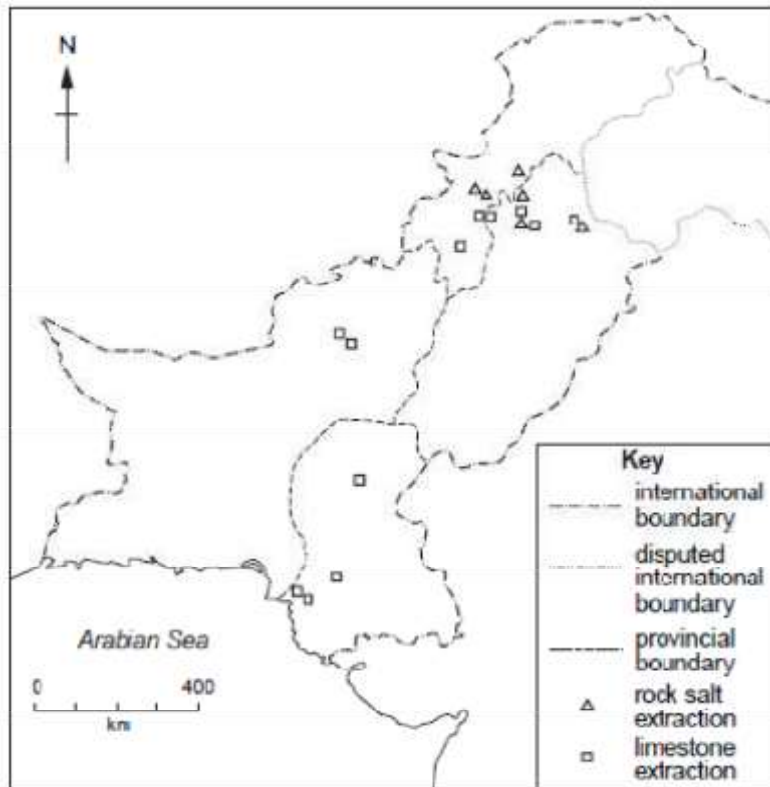 N
Arabian Sea
0 400
km
Key
international
boundary
disputed
international
boundary
provincial
boundary
rock salt
extraction
limestone
extraction